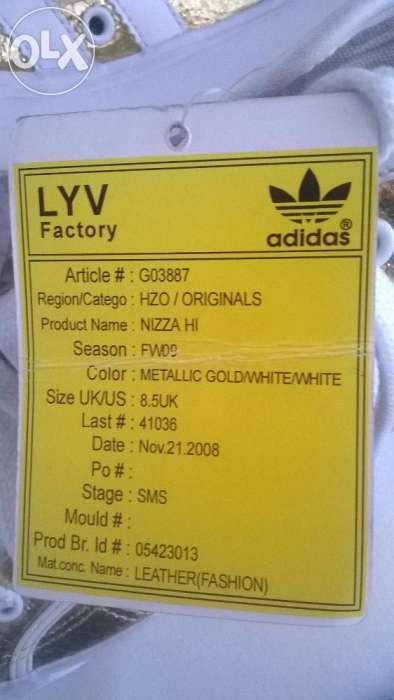 OLX
LYV
Factory
adidas®
Article # : G03887
Region/Catego : HZO / ORIGINALS
Product Name : NIZZA HI
Season : FW09
Color : METALLIC GOLD/WHITE/WHITE
Size UK/US : 8.5UK
Last # : 41036
Date : Nov.21.2008
Po# :
Stage : SMS
Mould # :
Prod Br. Id # : 05423013
Mat.conc. Name : LEATHER(FASHION)